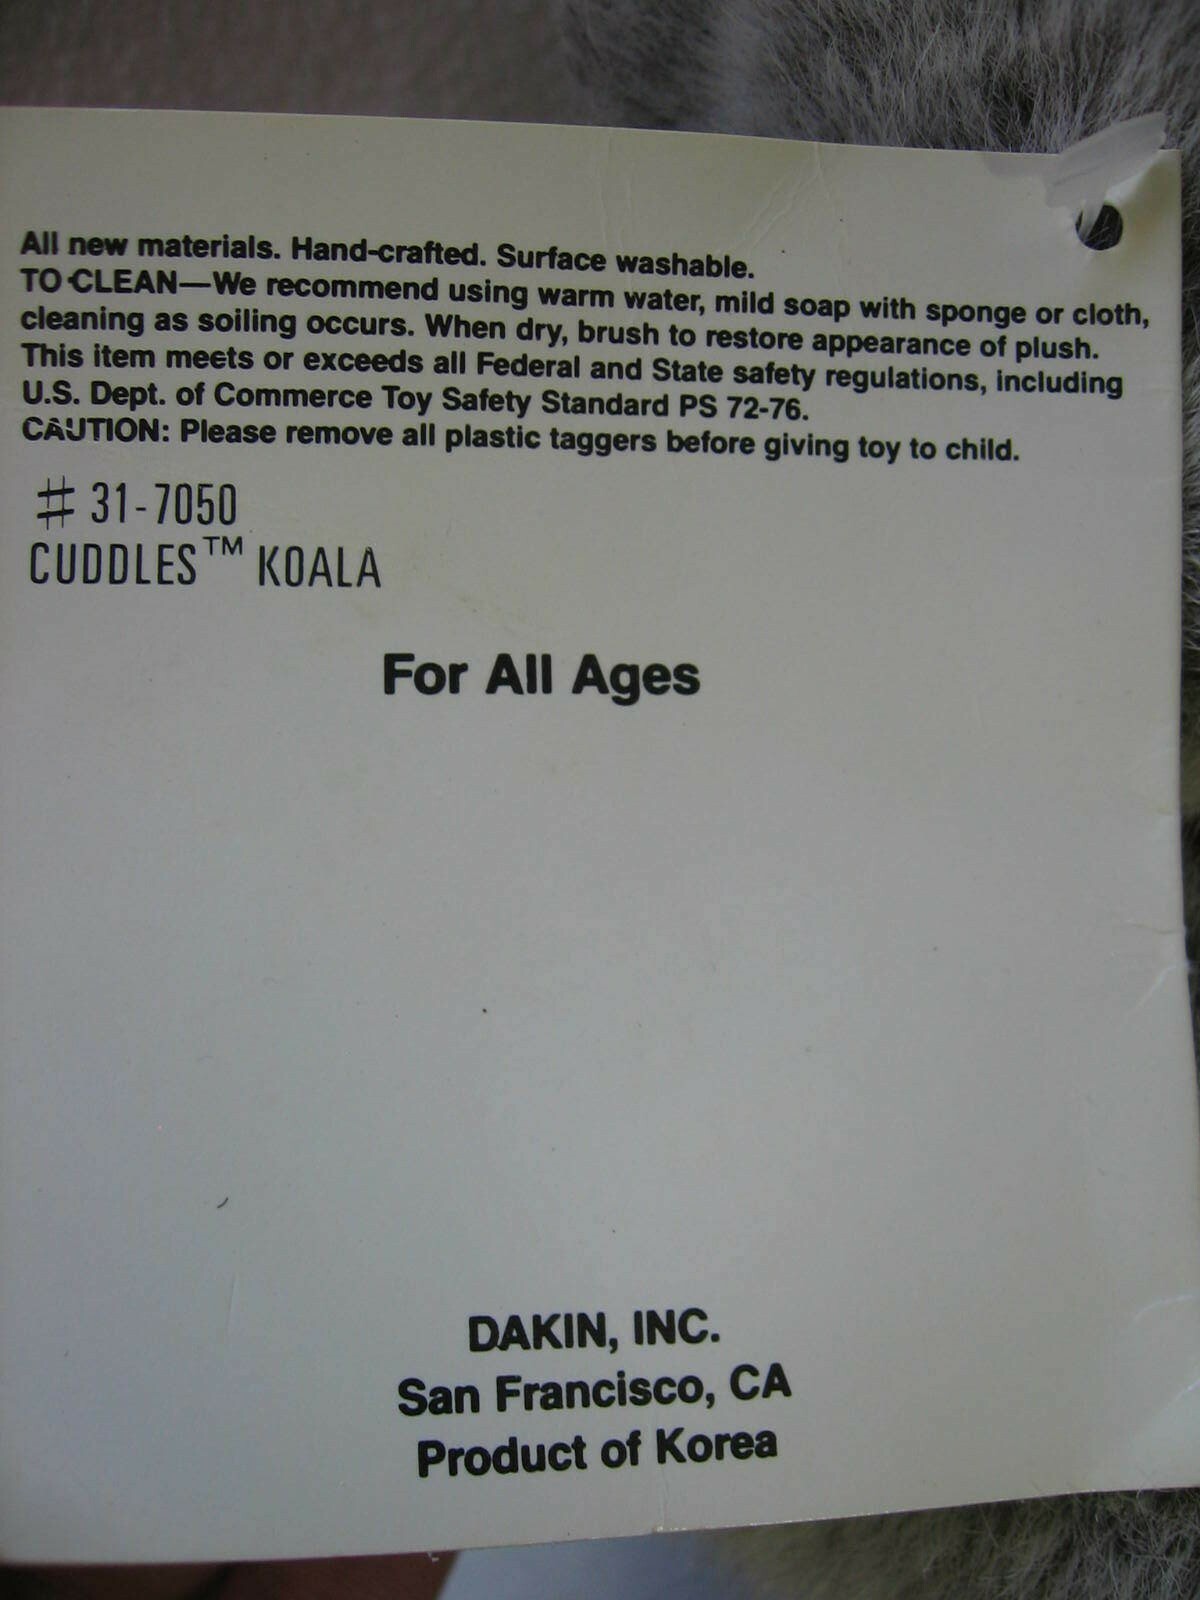 All new materials. Hand-crafted. Surface washable.
TO CLEAN—We recommend using warm water, mild soap with sponge or cloth,
cleaning as soiling occurs. When dry, brush to restore appearance of plush.
This item meets or exceeds all Federal and State safety regulations, including
U.S. Dept. of Commerce Toy Safety Standard PS 72-76.
CAUTION: Please remove all plastic taggers before giving toy to child.
# 31-7050
CUDDLES™ KOALA
For All Ages
DAKIN, INC.
San Francisco, CA
Product of Korea